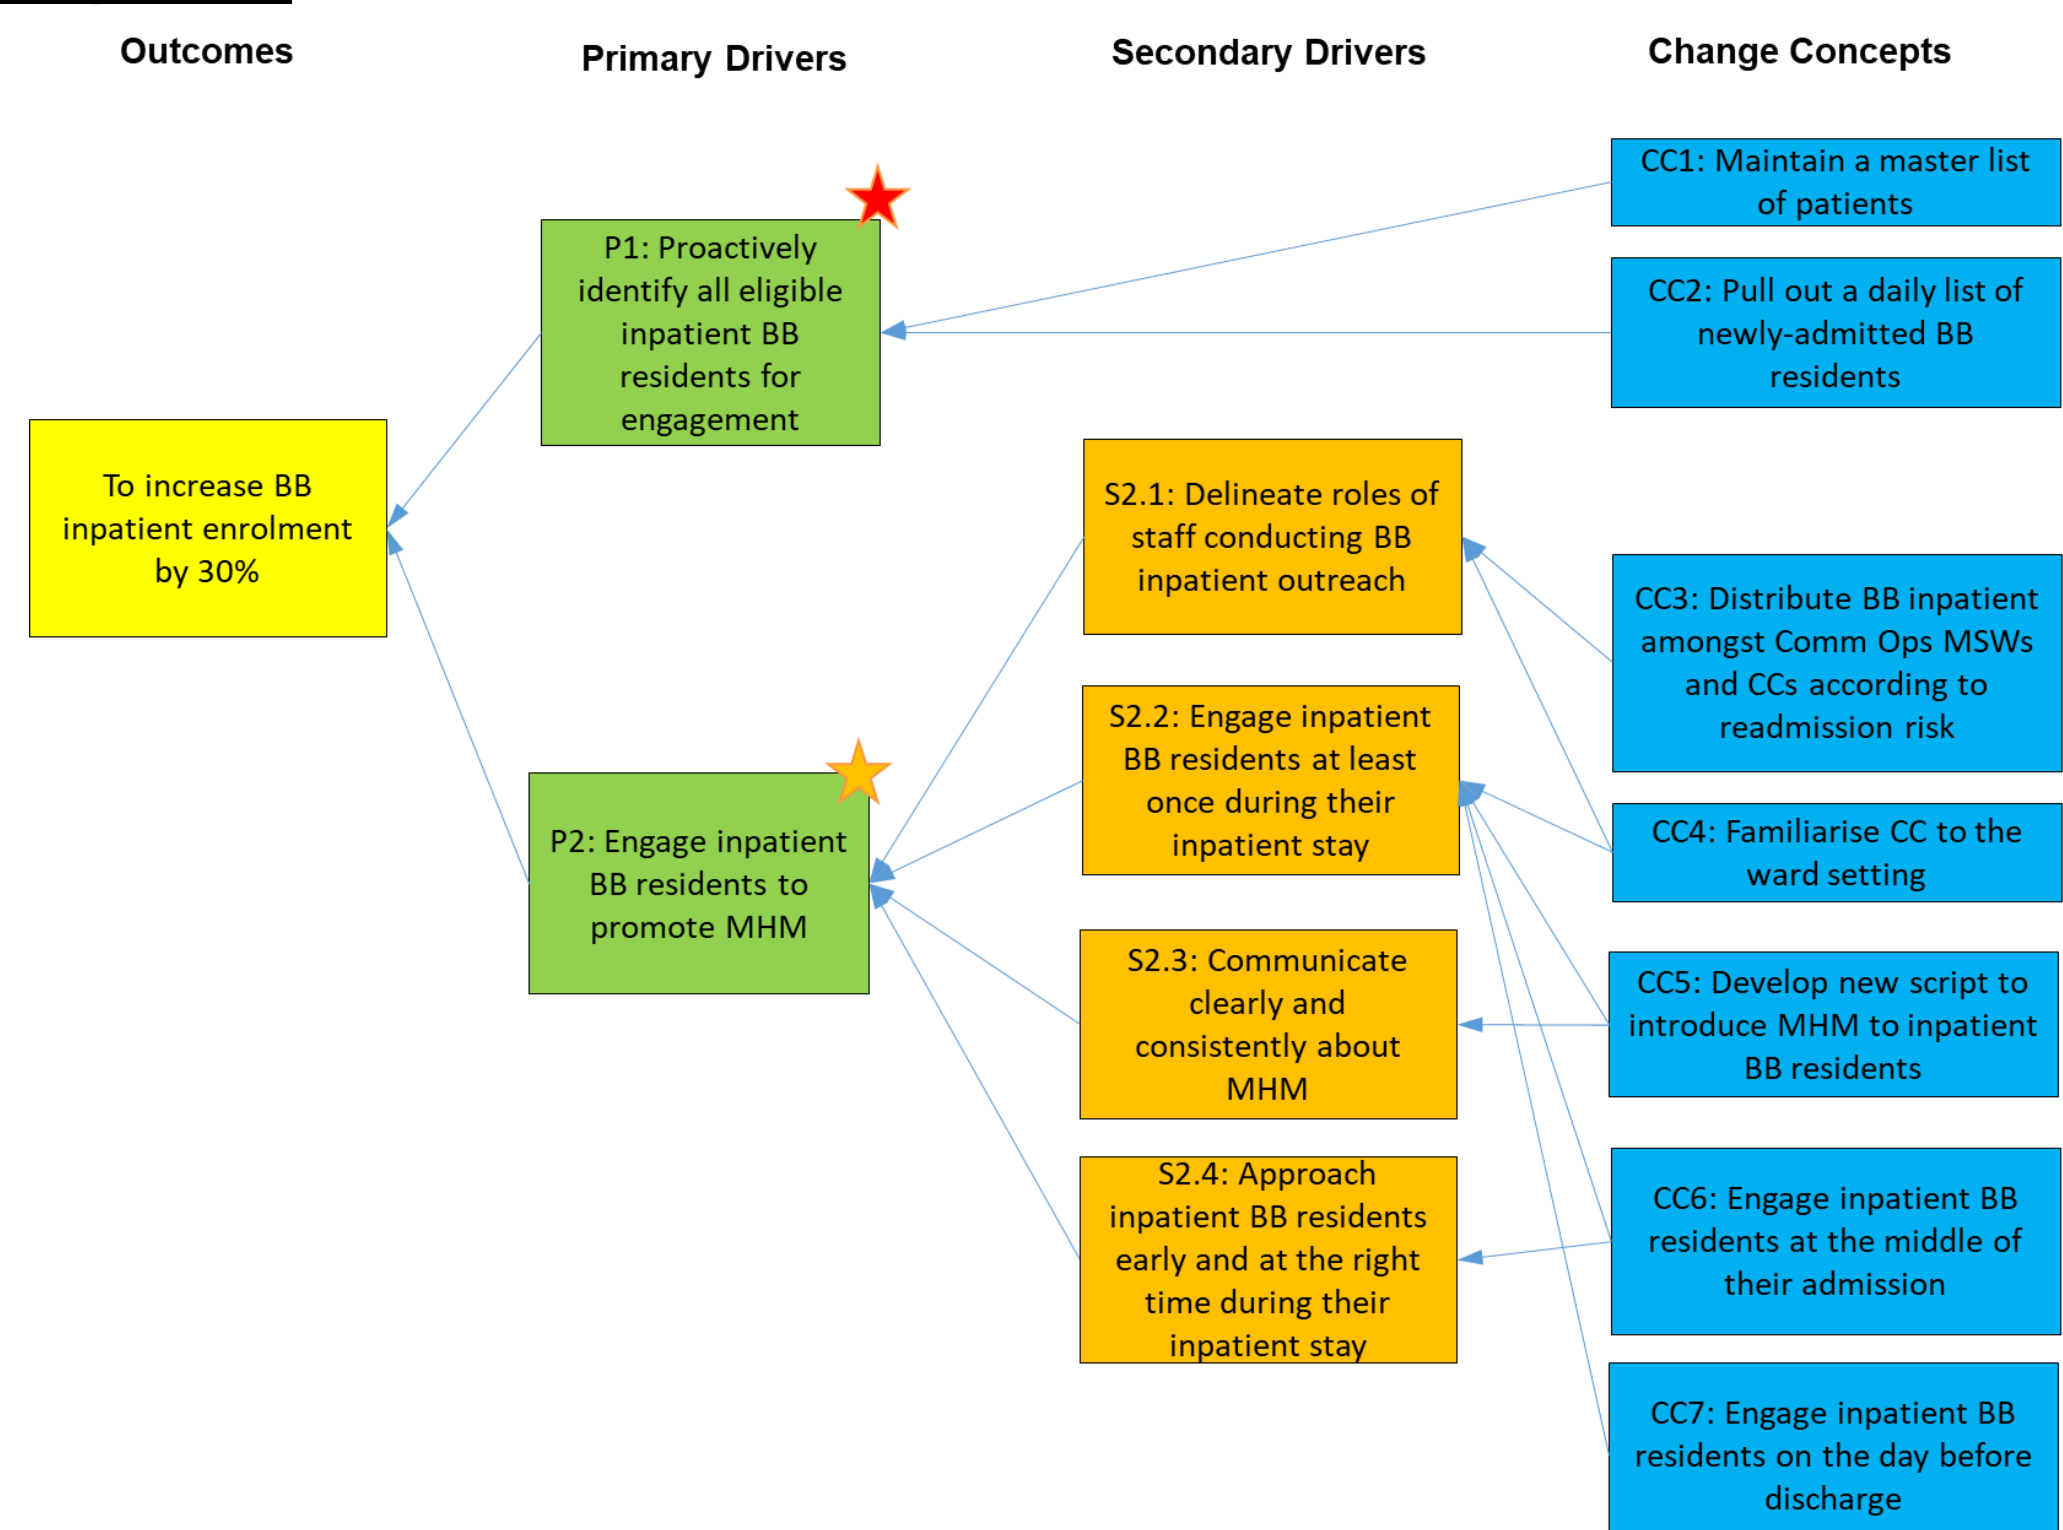 Outcomes
Primary Drivers
Secondary Drivers
Change Concepts
To increase BB
inpatient enrolment
by 30%
P1: Proactively
identify all eligible
inpatient BB
residents for
engagement
P2: Engage inpatient
BB residents to
promote MHM
S2.1: Delineate roles of
staff conducting BB
inpatient outreach
S2.2: Engage inpatient
BB residents at least
once during their
inpatient stay
S2.3: Communicate
clearly and
consistently about
MHM
S2.4: Approach
inpatient BB residents
early and at the right
time during their
inpatient stay
CC1: Maintain a master list
of patients
CC2: Pull out a daily list of
newly-admitted BB
residents
CC3: Distribute BB inpatient
amongst Comm Ops MSWs
and CCs according to
readmission risk
CC4: Familiarise CC to the
ward setting
CC5: Develop new script to
introduce MHM to inpatient
BB residents
CC6: Engage inpatient BB
residents at the middle of
their admission
CC7: Engage inpatient BB
residents on the day before
discharge